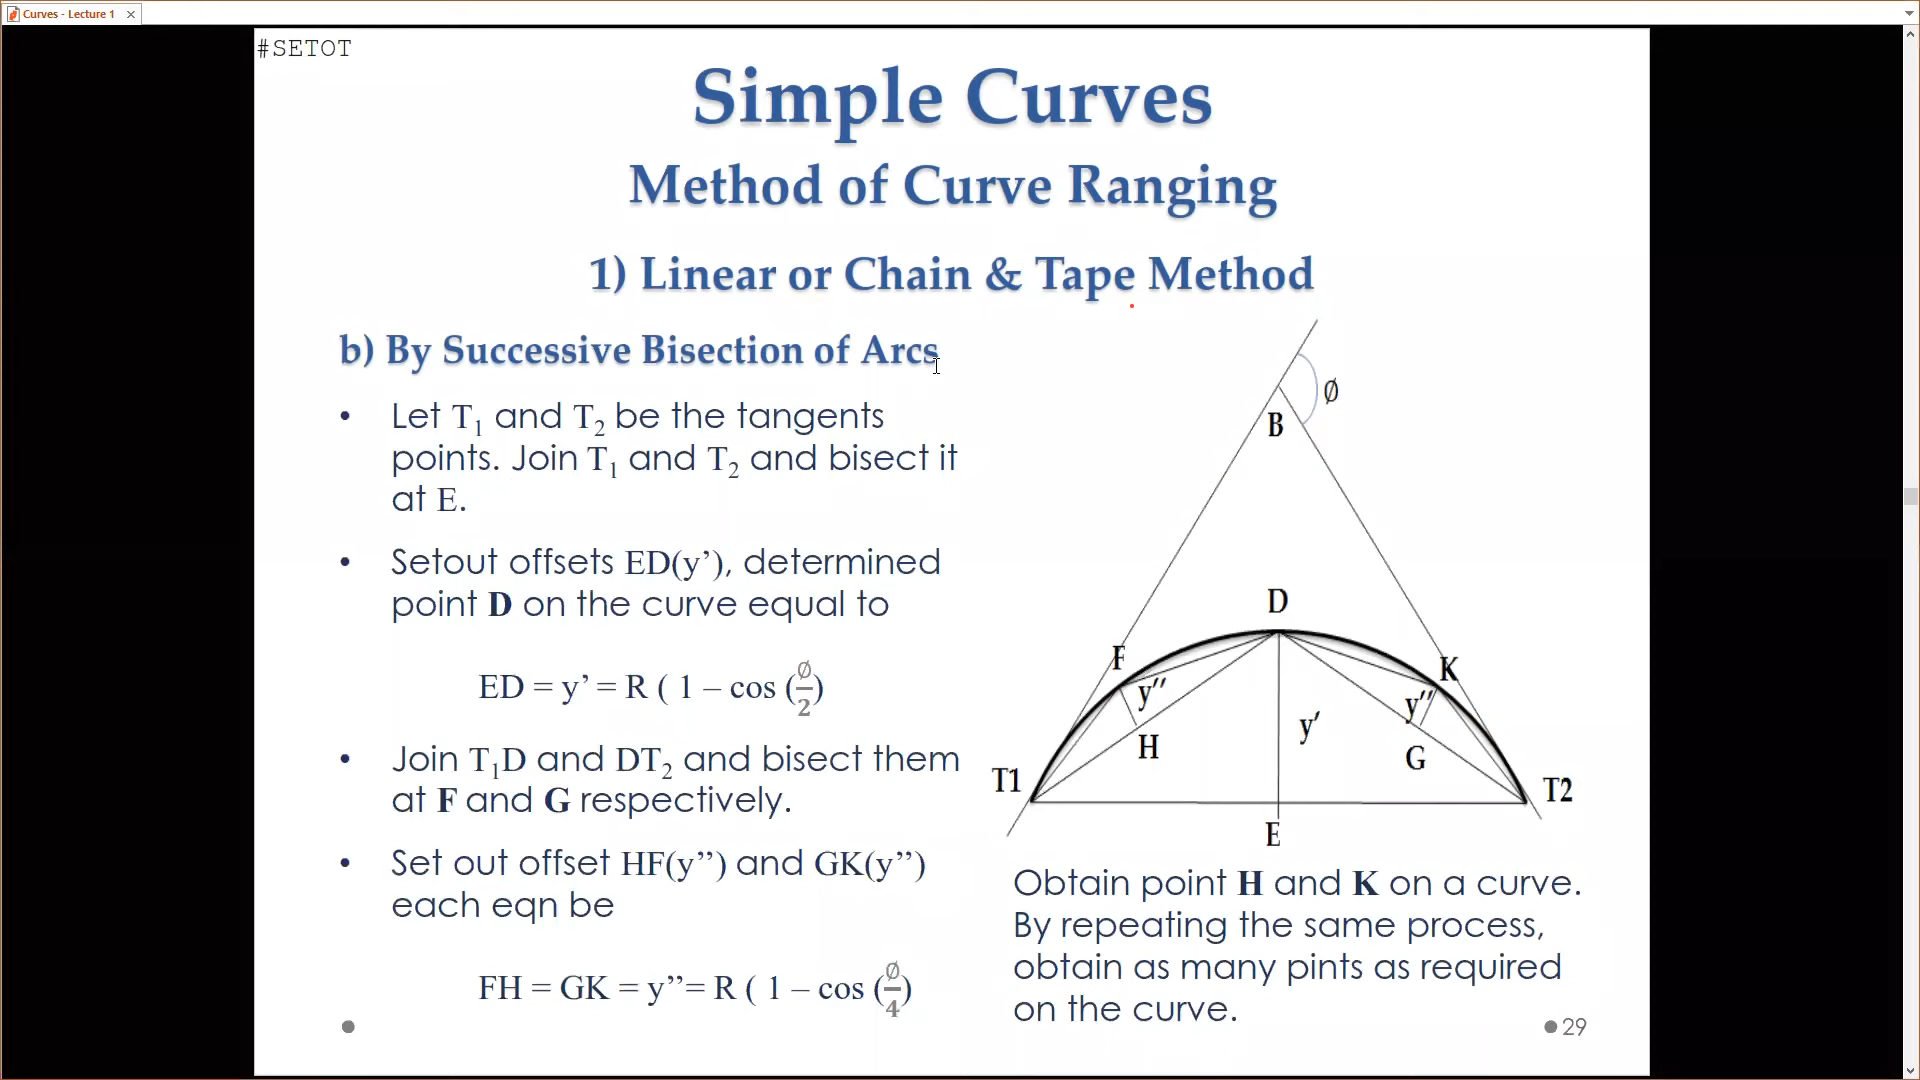 Curves - Lecture 1
#SETOT
Simple Curves
Method of Curve Ranging
1) Linear or Chain & Tape Method
b) By Successive Bisection of Arcs
• Let T₁ and T₂ be the tangents
points. Join T₁ and T₂ and bisect it
at E.
• Setout offsets ED(y’), determined
point D on the curve equal to
ED = y’ = R ( 1 – cos (∅/2)
• Join T₁D and DT₂ and bisect them
at F and G respectively.
• Set out offset HF(y’’) and GK(y’’)
each eqn be
FH = GK = y’’= R ( 1 – cos (∅/4)
∅
B
D
F
K
y′′
y′′
y′
H
G
T1
T2
E
Obtain point H and K on a curve.
By repeating the same process,
obtain as many pints as required
on the curve.
29